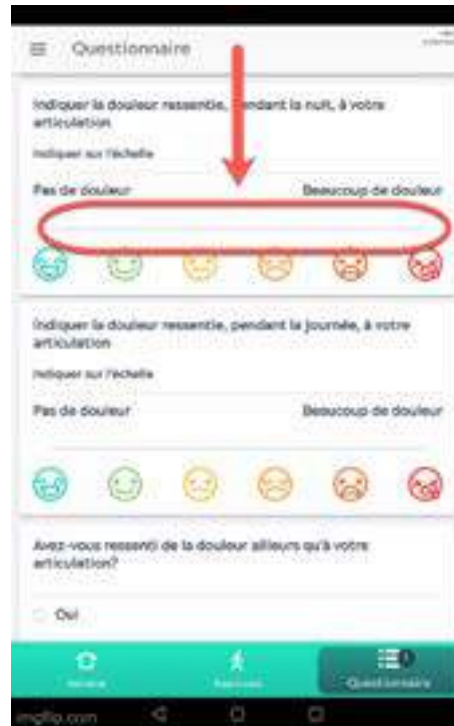 Questionnaire
Indiquer la douleur ressentie, pendant la nuit, à votre
articulation
Indiquer sur l'échelle
Pas de douleur Beaucoup de douleur
Indiquer la douleur ressentie, pendant la journée, à votre
articulation
Indiquer sur l'échelle
Pas de douleur Beaucoup de douleur
Avez-vous ressenti de la douleur ailleurs qu'à votre
articulation?
Oui
Questionnaire
imgflip.com